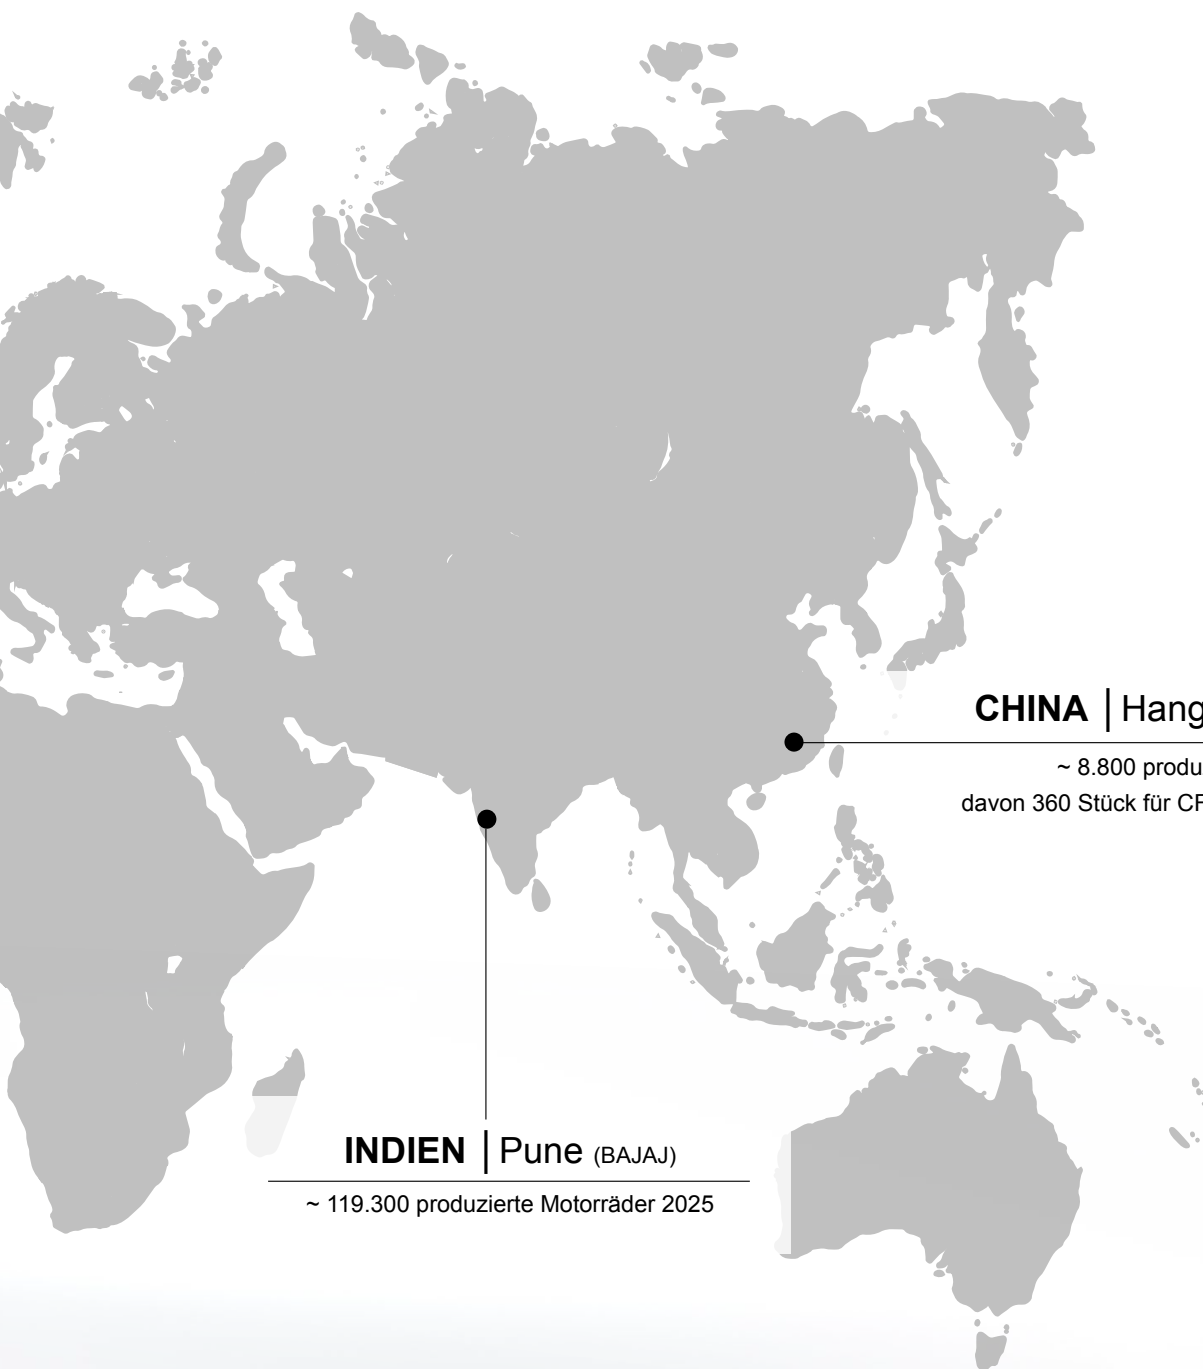 CHINA | Hang
~ 8.800 produ
davon 360 Stück für CF
INDIEN | Pune (BAJAJ)
~ 119.300 produzierte Motorräder 2025